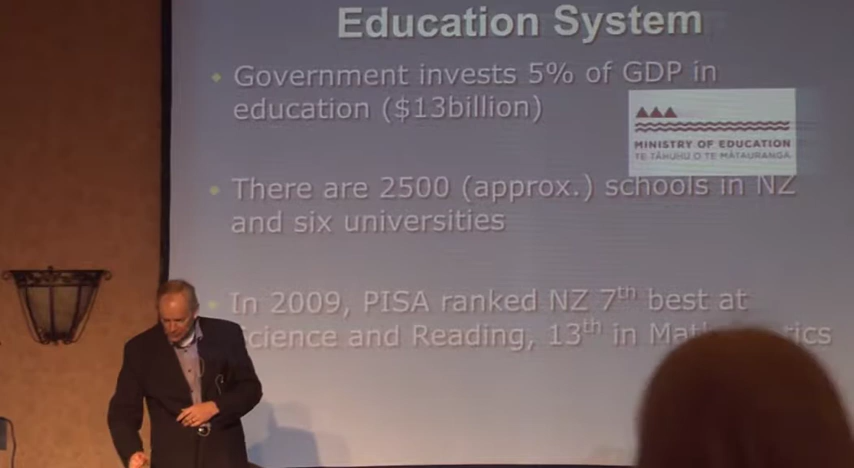 Education System
Government invests 5% of GDP in
education ($13billion)
MINISTRY OF EDUCATION
TE TĀHUHU O TE MĀTAURANGA
There are 2500 (approx.) schools in NZ
and six universities
In 2009, PISA ranked NZ 7th best at
Science and Reading, 13th in